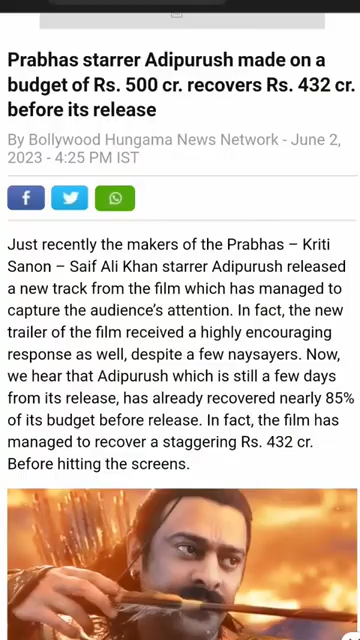 Prabhas starrer Adipurush made on a
budget of Rs. 500 cr. recovers Rs. 432 cr.
before its release
By Bollywood Hungama News Network - June 2,
2023 - 4:25 PM IST
Just recently the makers of the Prabhas – Kriti
Sanon – Saif Ali Khan starrer Adipurush released
a new track from the film which has managed to
capture the audience’s attention. In fact, the new
trailer of the film received a highly encouraging
response as well, despite a few naysayers. Now,
we hear that Adipurush which is still a few days
from its release, has already recovered nearly 85%
of its budget before release. In fact, the film has
managed to recover a staggering Rs. 432 cr.
Before hitting the screens.